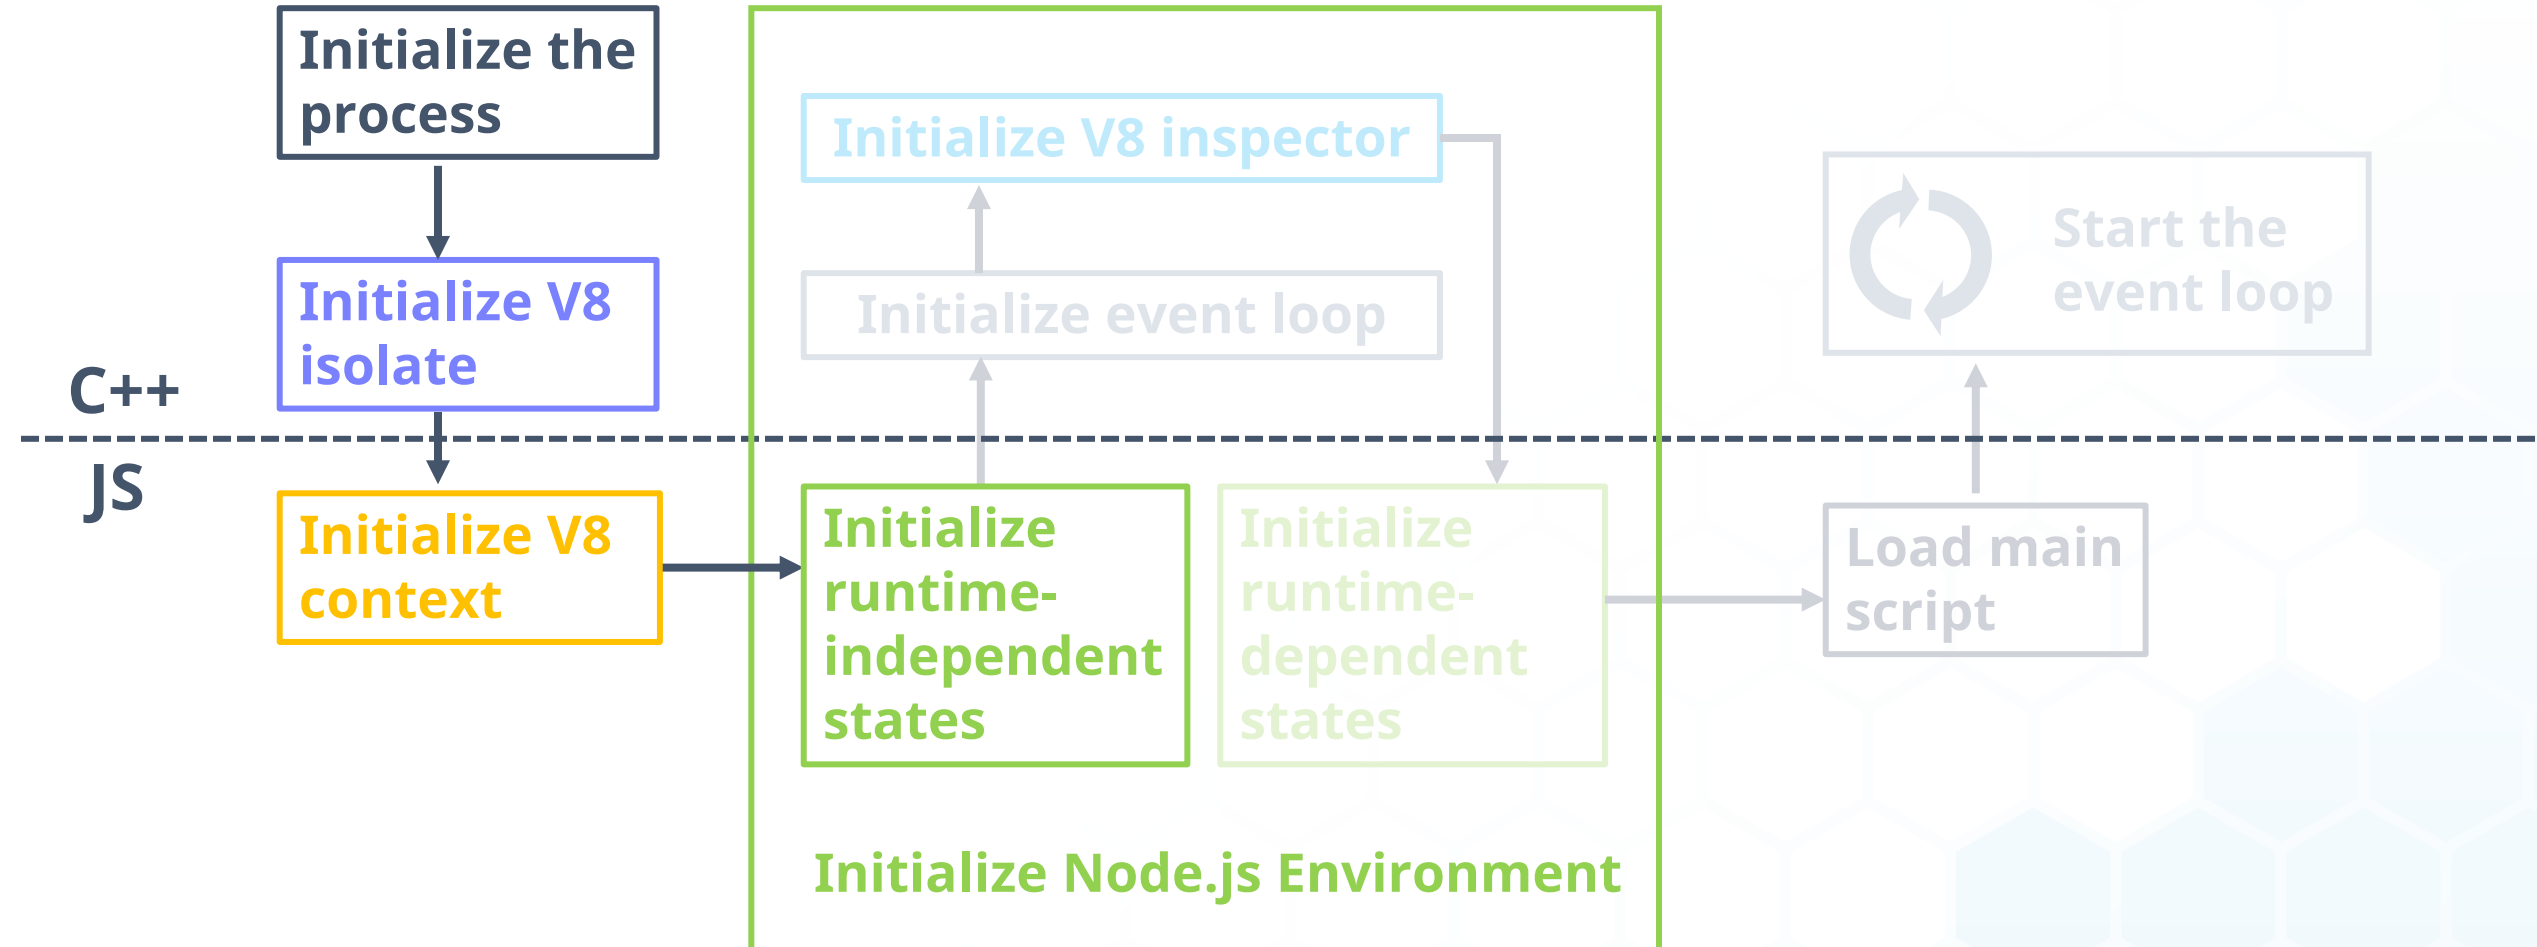 Initialize the
process
Initialize V8
isolate
C++
JS
Initialize V8
context
Initialize V8 inspector
Initialize event loop
Initialize
runtime-
independent
states
Initialize
runtime-
dependent
states
Initialize Node.js Environment
Start the
event loop
Load main
script